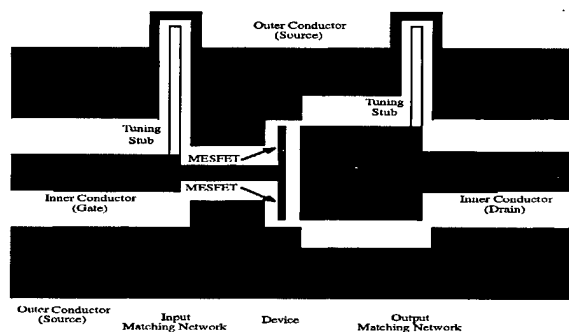 Outer Conductor
(Source)
Tuning
Stub
Tuning
Stub
MESFET
MESFET
Inner Conductor
(Gate)
Inner Conductor
(Drain)
Outer Conductor
(Source)
Input
Matching Network
Device
Output
Matching Network